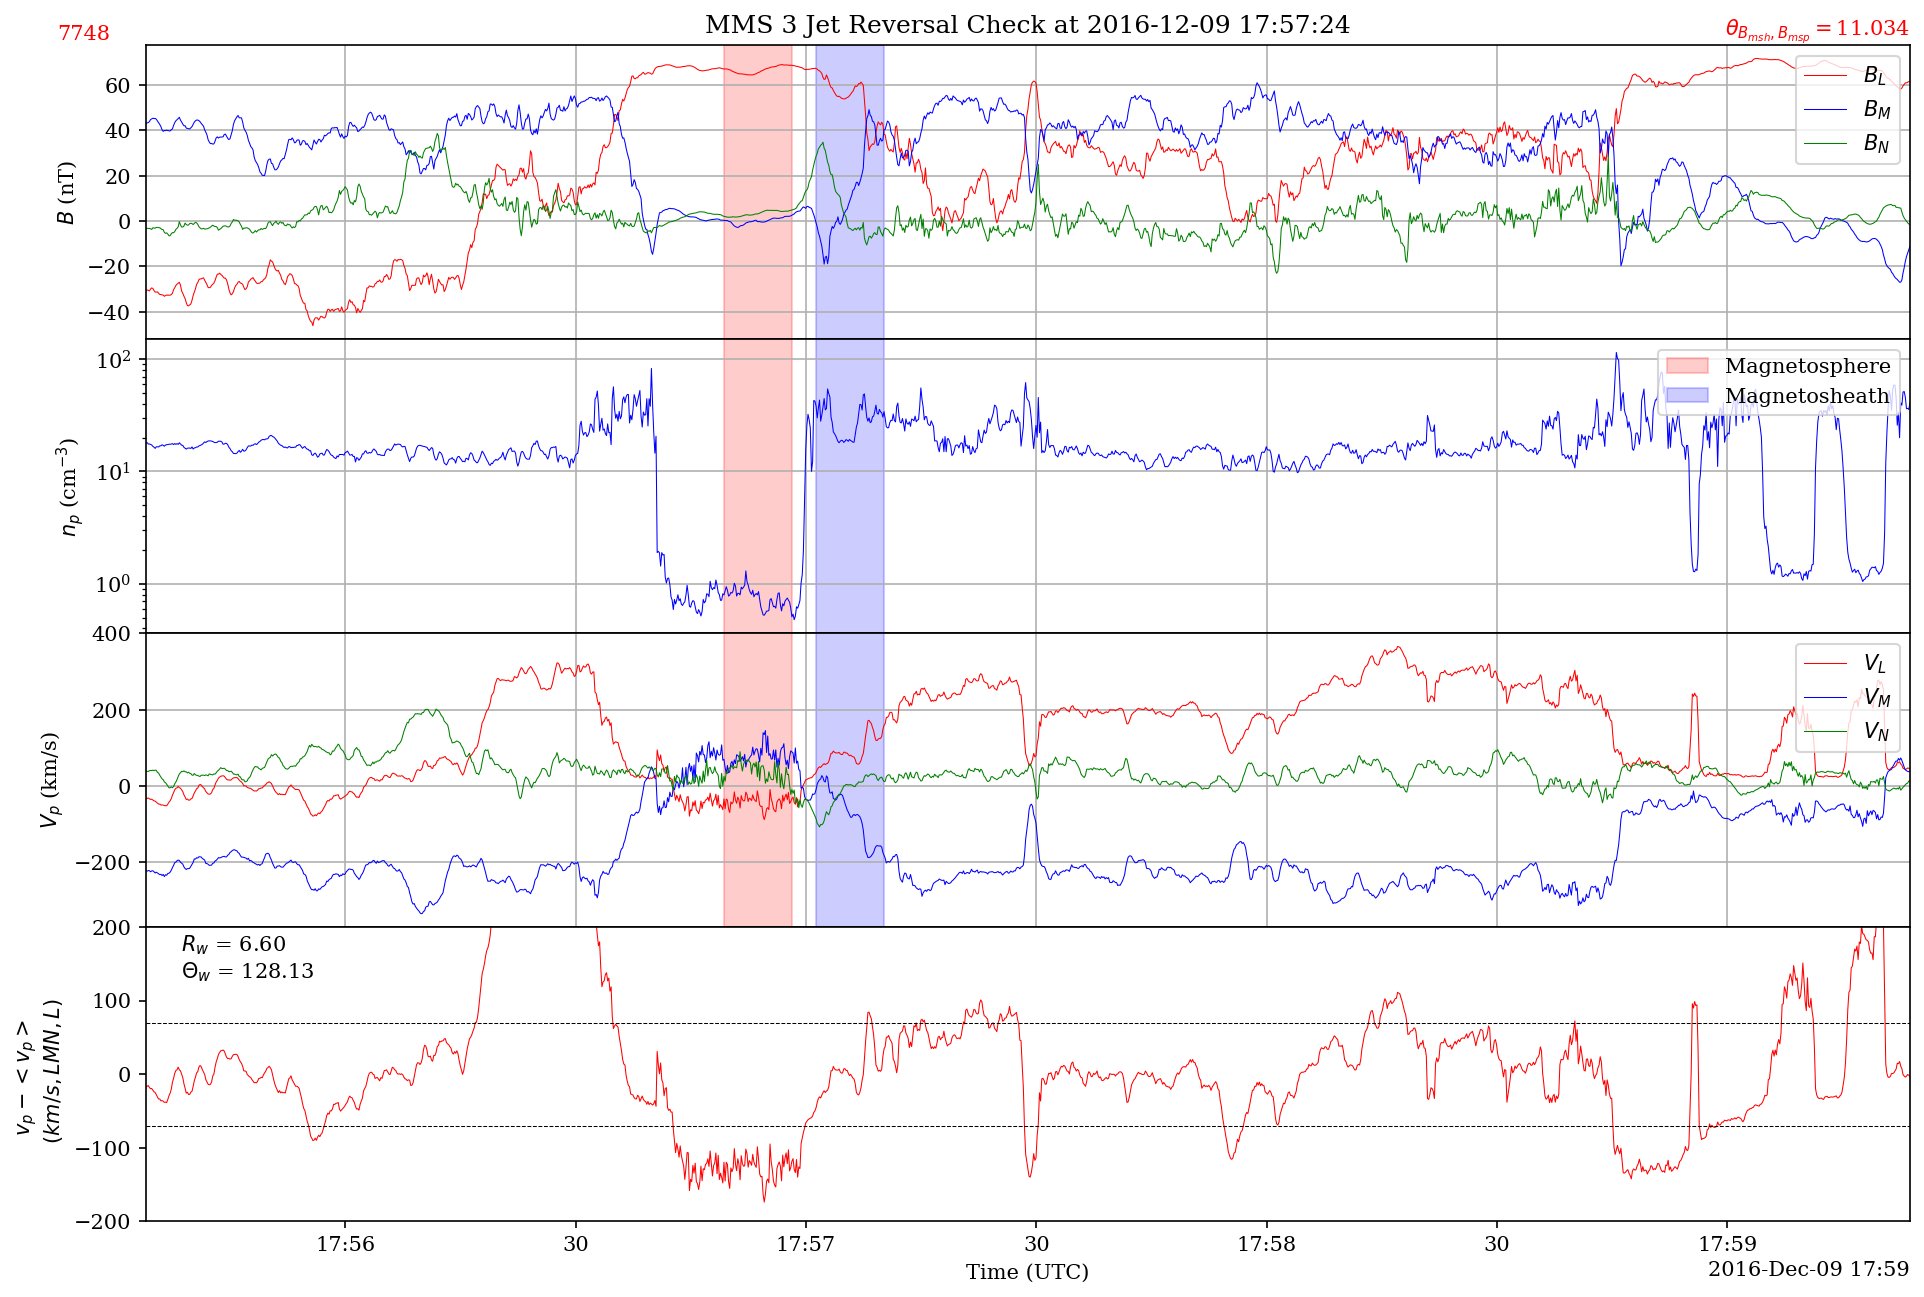 MMS 3 Jet Reversal Check at 2016-12-09 17:57:24
7748
θ_{B_{msh}, B_{msp}} = 11.034
B (nT)
60
40
20
0
−20
−40
B_L
B_M
B_N
n_p (cm^{−3})
10^2
10^1
10^0
Magnetosphere
Magnetosheath
V_p (km/s)
400
200
0
−200
V_L
V_M
V_N
v_p − < v_p >
(km/s, LMN, L)
200
100
0
−100
−200
R_w = 6.60
Θ_w = 128.13
17:56
30
17:57
30
17:58
30
17:59
Time (UTC)
2016-Dec-09 17:59